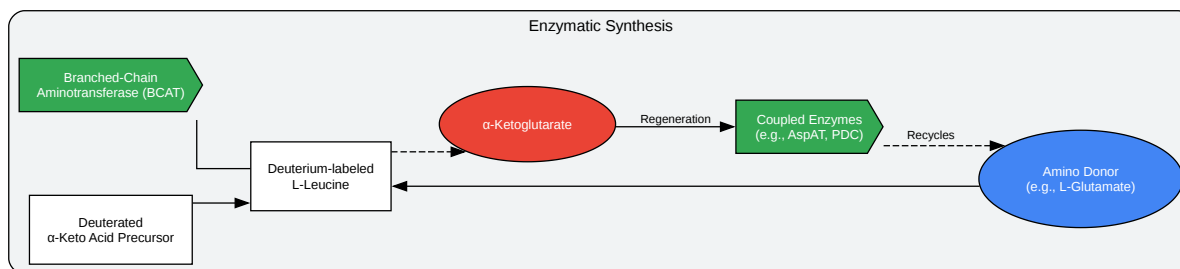 Enzymatic Synthesis
Branched-Chain
Aminotransferase (BCAT)
α-Ketoglutarate
Regeneration
Coupled Enzymes
(e.g., AspAT, PDC)
Recycles
Amino Donor
(e.g., L-Glutamate)
Deuterium-labeled
L-Leucine
Deuterated
α-Keto Acid Precursor